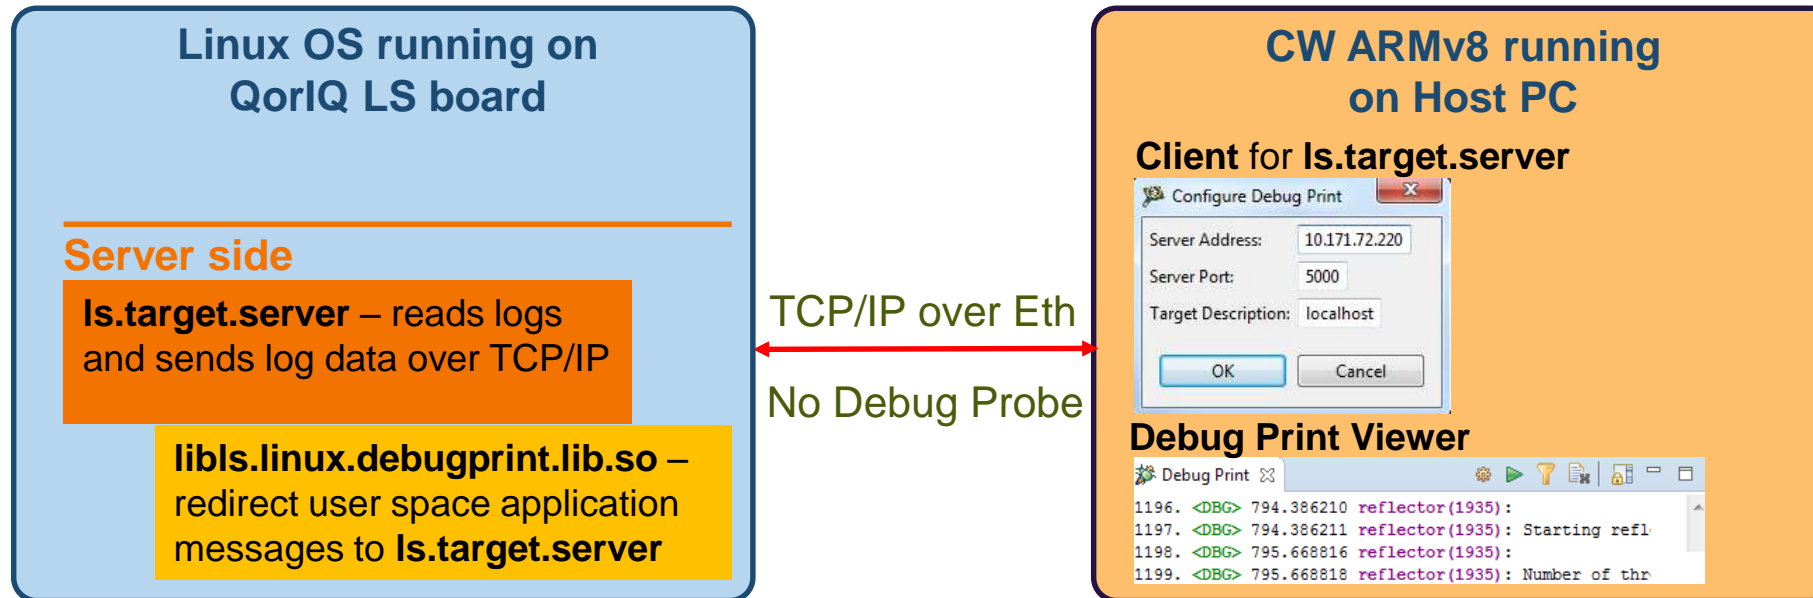 Linux OS running on
QorIQ LS board
Server side
ls.target.server – reads logs
and sends log data over TCP/IP
libls.linux.debugprint.lib.so –
redirect user space application
messages to ls.target.server
TCP/IP over Eth
No Debug Probe
CW ARMv8 running
on Host PC
Client for ls.target.server
Configure Debug Print
Server Address: 10.171.72.220
Server Port: 5000
Target Description: localhost
OK Cancel
Debug Print Viewer
Debug Print
1196. <DBG> 794.386210 reflector(1935):
1197. <DBG> 794.386211 reflector(1935): Starting refl
1198. <DBG> 795.668816 reflector(1935):
1199. <DBG> 795.668818 reflector(1935): Number of thr